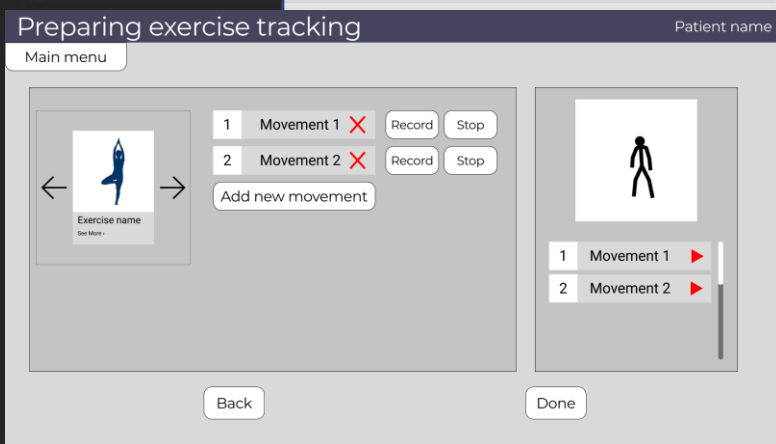 Preparing exercise tracking
Patient name
Main menu
1 Movement 1 Record Stop
2 Movement 2 Record Stop
Add new movement
Exercise name
See More ›
1 Movement 1
2 Movement 2
Back
Done